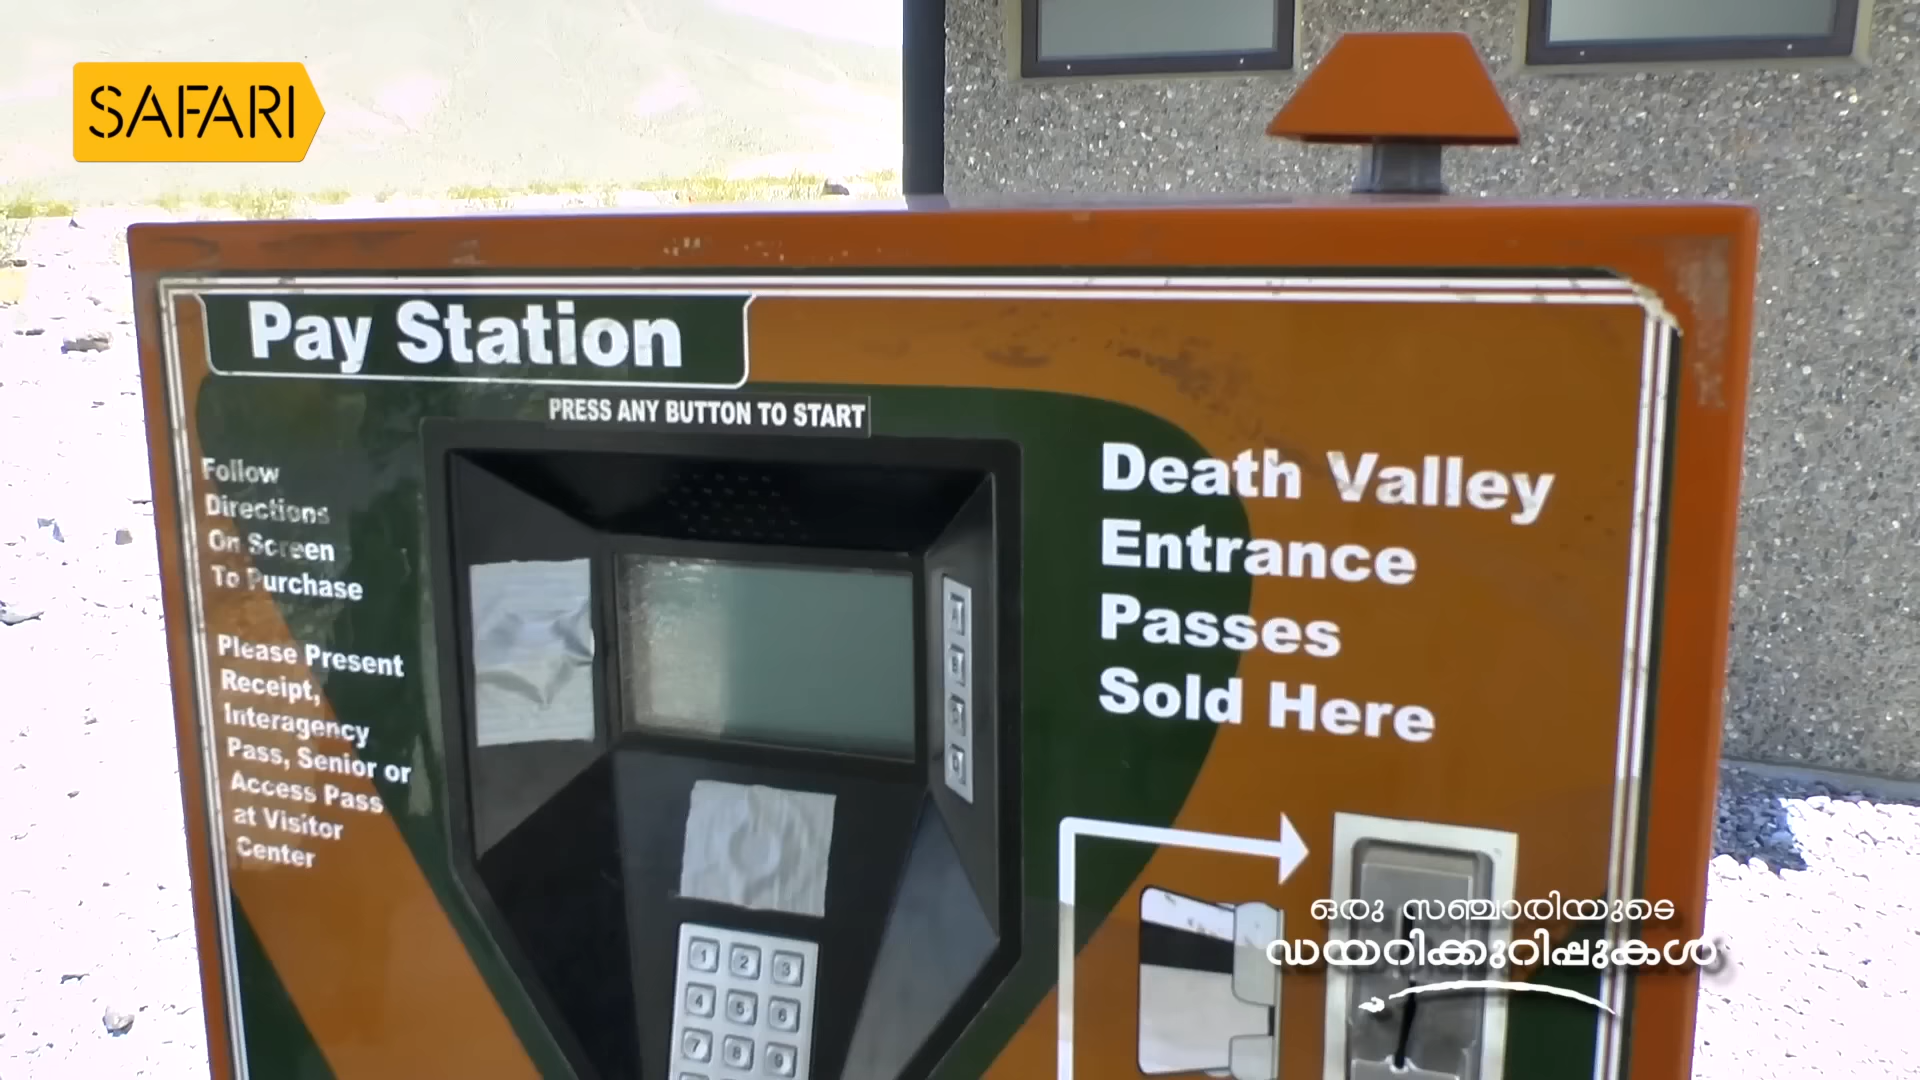 SAFARI
Pay Station
PRESS ANY BUTTON TO START
Follow
Directions
On Screen
To Purchase
Please Present
Receipt,
Interagency
Pass, Senior or
Access Pass
at Visitor
Center
Death Valley
Entrance
Passes
Sold Here
A
B
C
D
1 2 3
4 5 6
7 8 9
ഒരു സഞ്ചാരിയുടെ
ഡയറിക്കുറിപ്പുകൾ